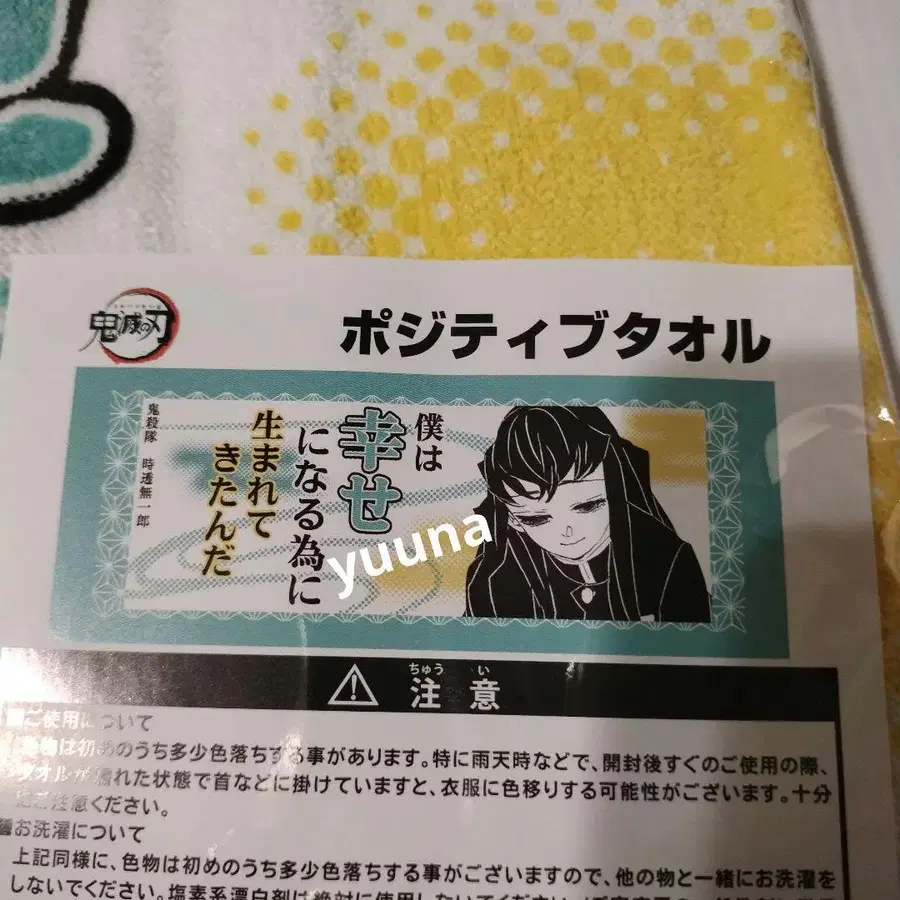 鬼滅の刃
ポジティブタオル
鬼殺隊 時透無一郎
僕は
幸せ
になる為に
生まれて
きたんだ
yuuna
ちゅう い
注意
■ご使用について
色物は初めのうち多少色落ちする事があります。特に雨天時などで、開封後すぐのご使用の際、
タオルが濡れた状態で首などに掛けていますと、衣服に色移りする可能性がございます。十分
にご注意ください。
■お洗濯について
上記同様に、色物は初めのうち多少色落ちする事がございますので、他の物と一緒にお洗濯を
しないでください。塩素系漂白剤は絶対に使用しないでください。